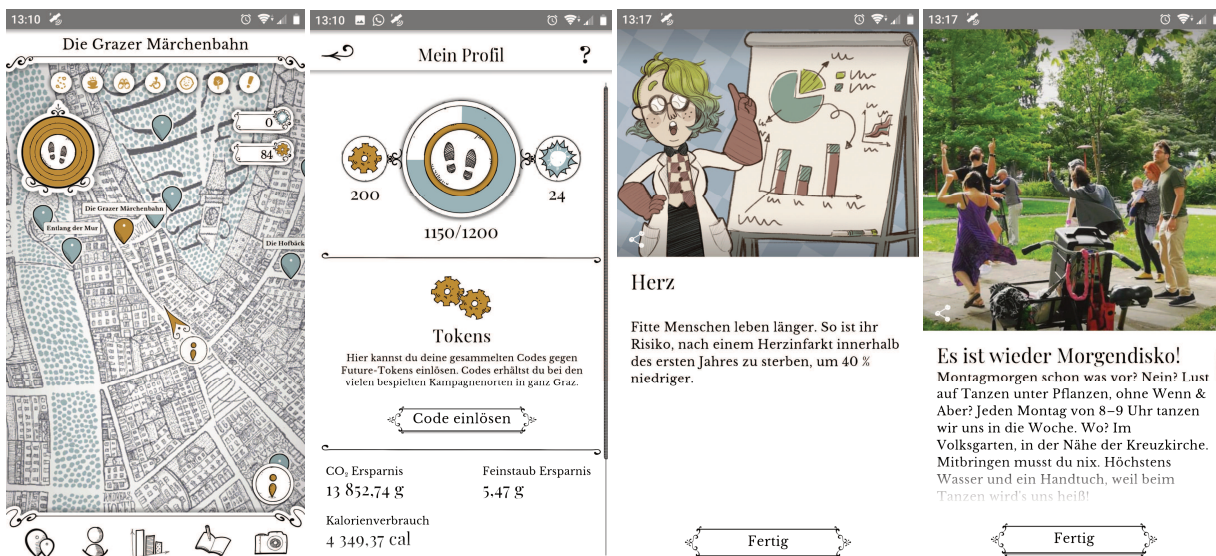 13:10
Die Grazer Märchenbahn
0
84
Die Grazer Märchenbahn
Entlang der Mur
Die Hofbäck
13:10
Mein Profil
?
200
24
1150/1200
Tokens
Hier kannst du deine gesammelten Codes gegen
Future-Tokens einlösen. Codes erhältst du bei den
vielen bespielten Kampagnenorten in ganz Graz.
Code einlösen
CO₂ Ersparnis
13 852,74 g
Feinstaub Ersparnis
5,47 g
Kalorienverbrauch
4 349,37 cal
13:17
Herz
Fitte Menschen leben länger. So ist ihr
Risiko, nach einem Herzinfarkt innerhalb
des ersten Jahres zu sterben, um 40 %
niedriger.
Fertig
13:17
Es ist wieder Morgendisko!
Montagmorgen schon was vor? Nein? Lust
auf Tanzen unter Pflanzen, ohne Wenn &
Aber? Jeden Montag von 8–9 Uhr tanzen
wir uns in die Woche. Wo? Im
Volksgarten, in der Nähe der Kreuzkirche.
Mitbringen musst du nix. Höchstens
Wasser und ein Handtuch, weil beim
Tanzen wird's uns heiß!
Fertig